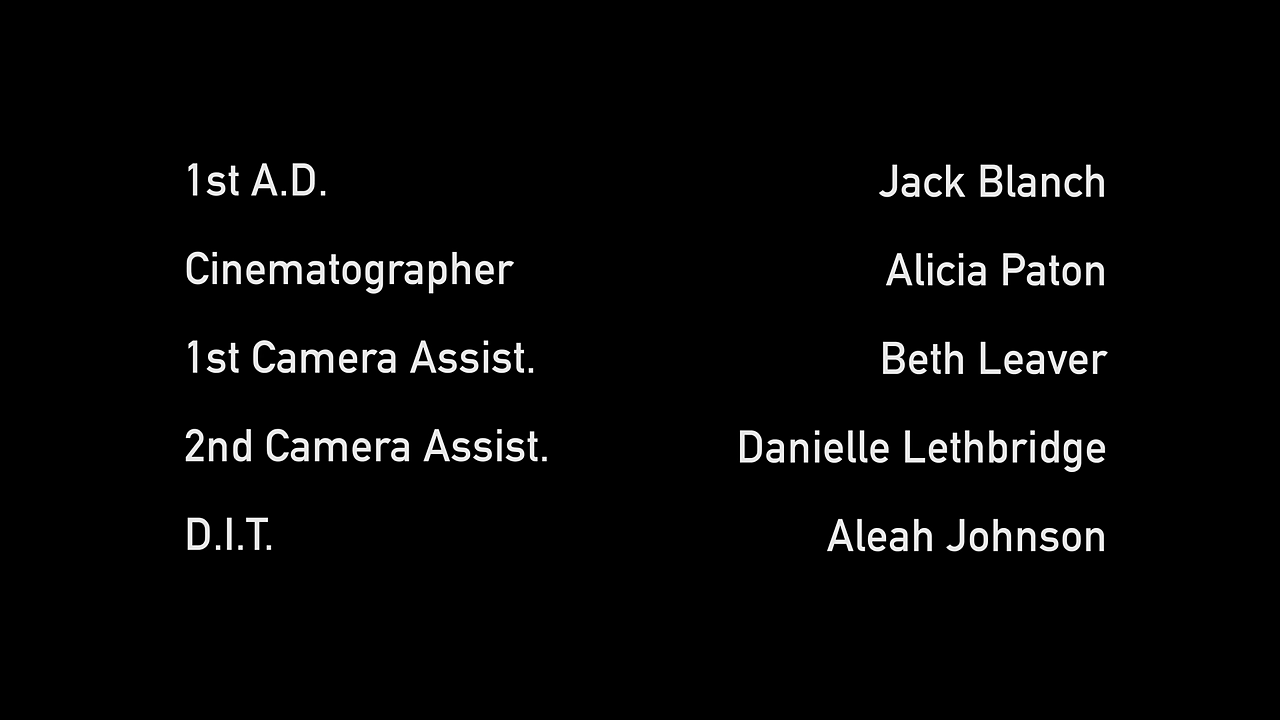 1st A.D. Jack Blanch
Cinematographer Alicia Paton
1st Camera Assist. Beth Leaver
2nd Camera Assist. Danielle Lethbridge
D.I.T. Aleah Johnson